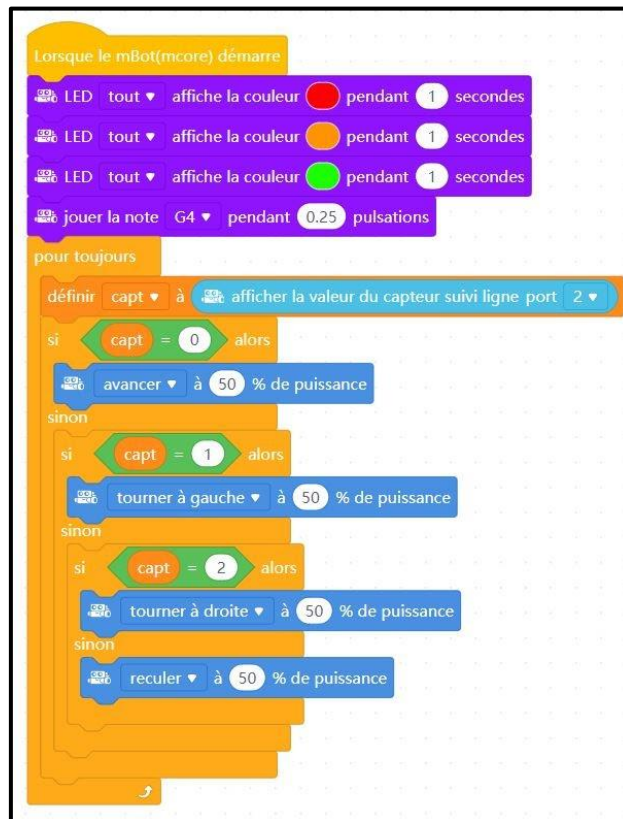 Lorsque le mBot(mcore) démarre
LED tout ▾ affiche la couleur pendant 1 secondes
LED tout ▾ affiche la couleur pendant 1 secondes
LED tout ▾ affiche la couleur pendant 1 secondes
jouer la note G4 ▾ pendant 0.25 pulsations
pour toujours
définir capt ▾ à afficher la valeur du capteur suivi ligne port 2 ▾
si capt = 0 alors
avancer ▾ à 50 % de puissance
sinon
si capt = 1 alors
tourner à gauche ▾ à 50 % de puissance
sinon
si capt = 2 alors
tourner à droite ▾ à 50 % de puissance
sinon
reculer ▾ à 50 % de puissance